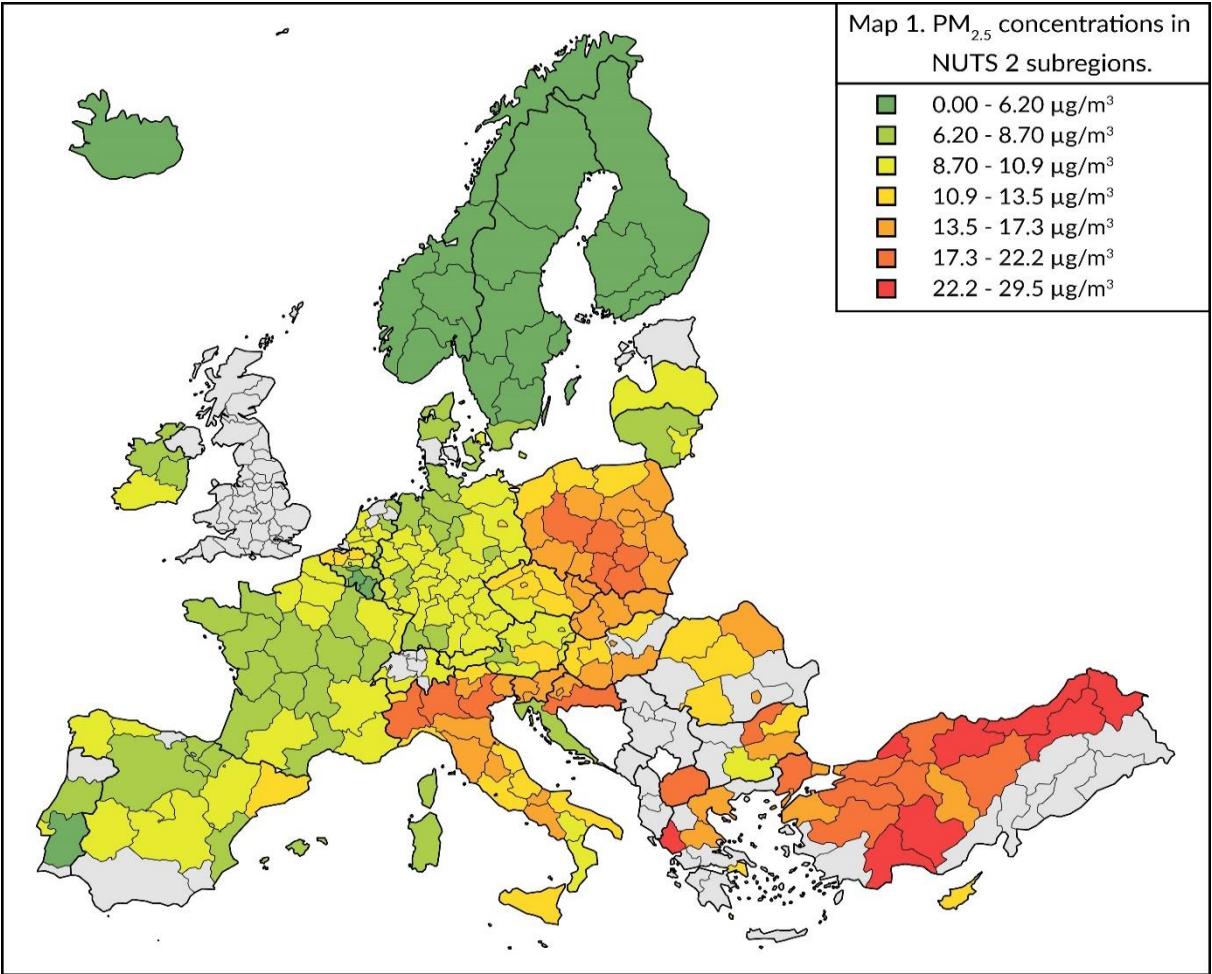 Map 1. PM₂.₅ concentrations in
NUTS 2 subregions.
0.00 - 6.20 µg/m³
6.20 - 8.70 µg/m³
8.70 - 10.9 µg/m³
10.9 - 13.5 µg/m³
13.5 - 17.3 µg/m³
17.3 - 22.2 µg/m³
22.2 - 29.5 µg/m³